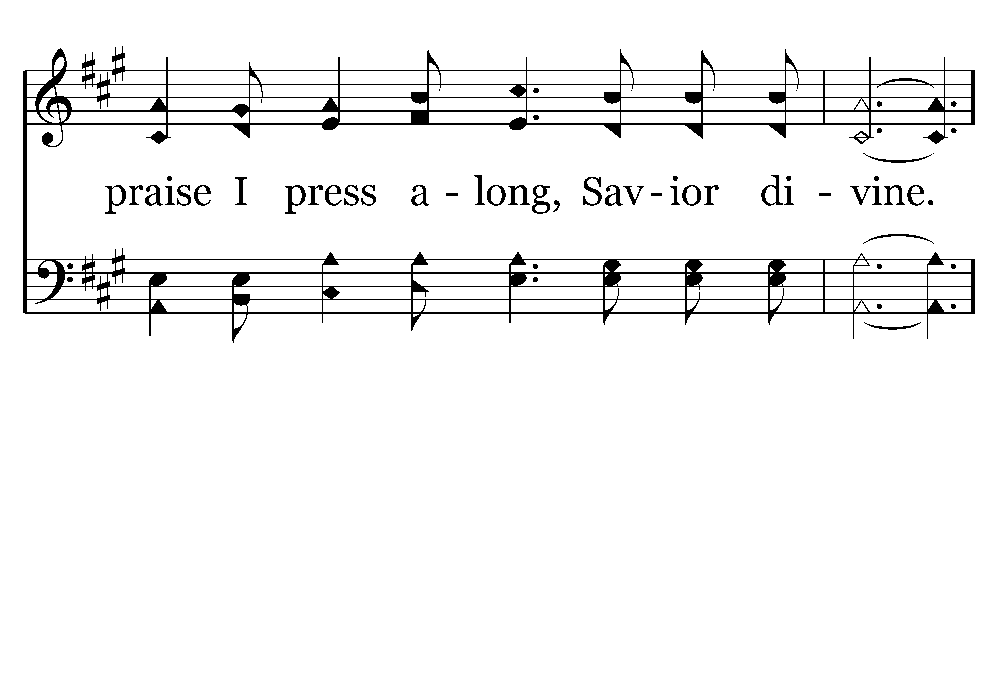 praise I press a - long, Sav - ior di - vine.